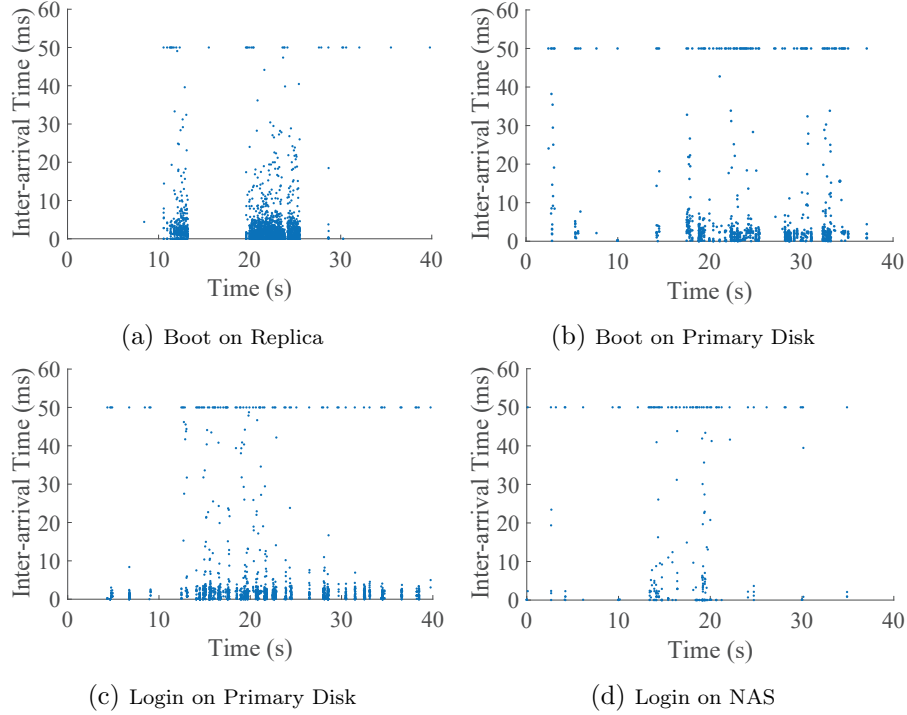 60
50
40
30
20
10
0
Inter-arrival Time (ms)
0 10 20 30 40
Time (s)
(a) Boot on Replica
60
50
40
30
20
10
0
Inter-arrival Time (ms)
0 10 20 30 40
Time (s)
(b) Boot on Primary Disk
60
50
40
30
20
10
0
Inter-arrival Time (ms)
0 10 20 30 40
Time (s)
(c) Login on Primary Disk
60
50
40
30
20
10
0
Inter-arrival Time (ms)
0 10 20 30 40
Time (s)
(d) Login on NAS